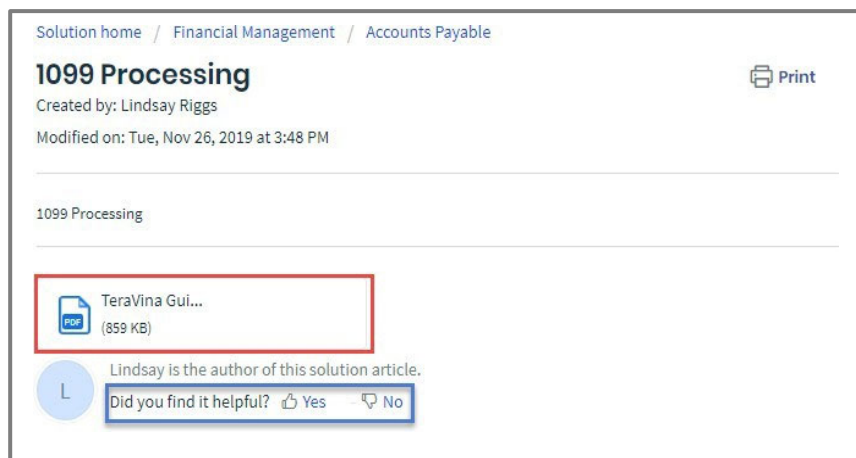 Solution home / Financial Management / Accounts Payable
1099 Processing
Print
Created by: Lindsay Riggs
Modified on: Tue, Nov 26, 2019 at 3:48 PM
1099 Processing
TeraVina Gui...
PDF
(859 KB)
Lindsay is the author of this solution article.
L
Did you find it helpful? Yes No